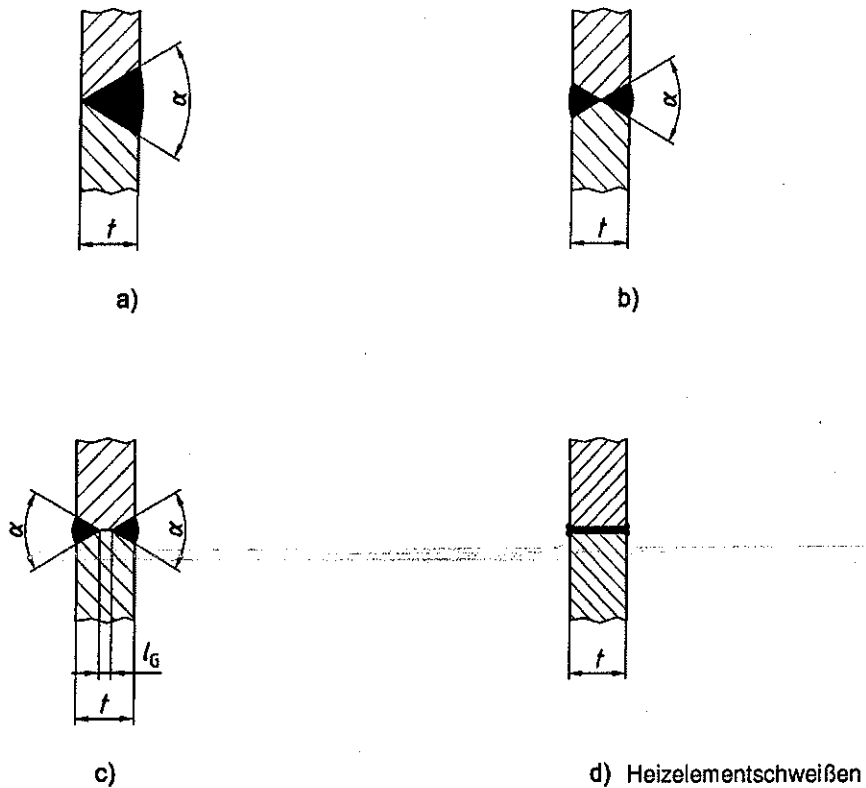 α
α
t
t
a)
b)
α
α
l_G
t
t
c)
d) Heizelementschweißen